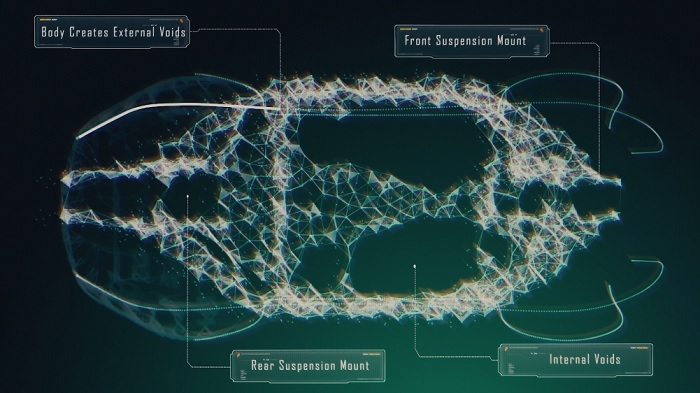 Body Creates External Voids
Front Suspension Mount
Rear Suspension Mount
Internal Voids